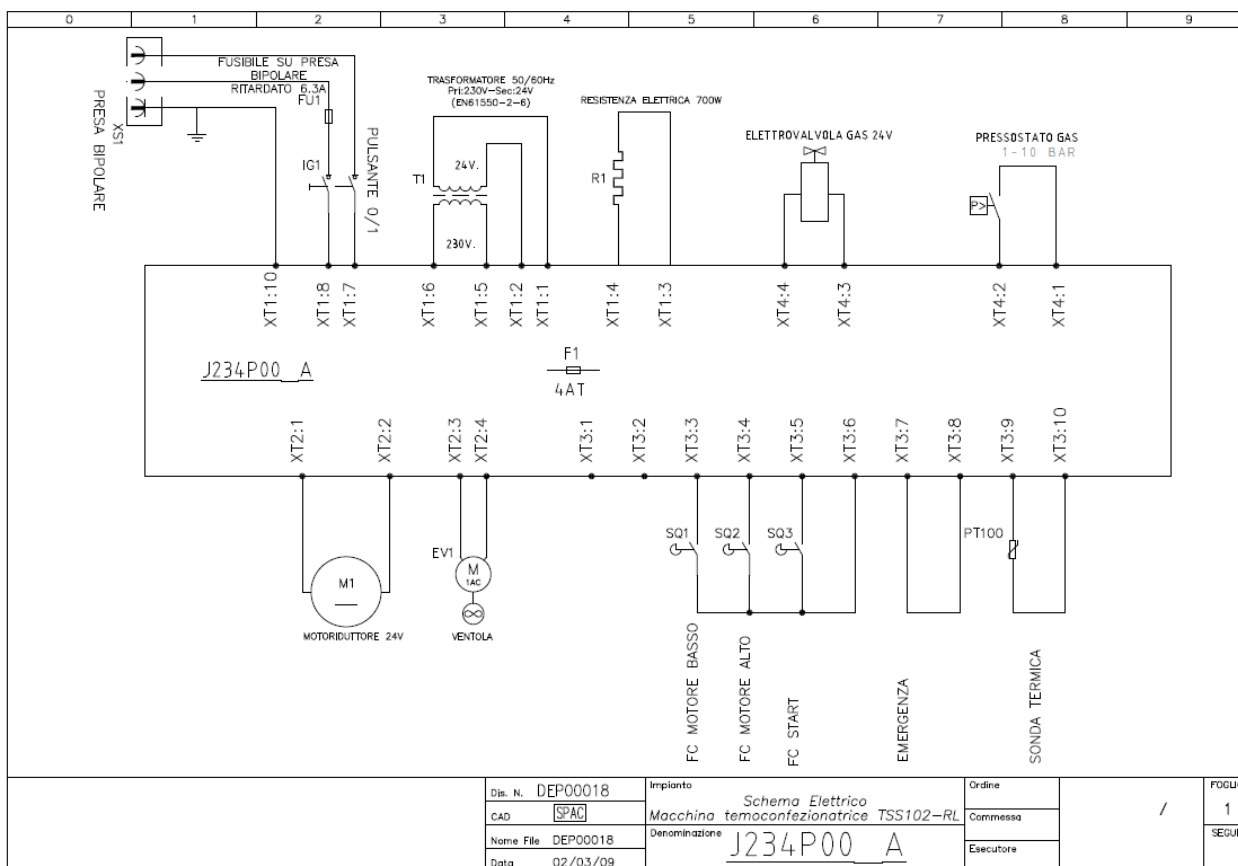 0 1 2 3 4 5 6 7 8 9
FUSIBILE SU PRESA
BIPOLARE
RITARDATO 6.3A
FU1
XS1
PRESA BIPOLARE
IG1
PULSANTE 0/1
TRASFORMATORE 50/60Hz
Pri:230V-Sec:24V
(EN61550-2-6)
24V.
T1
230V.
RESISTENZA ELETTRICA 700W
R1
ELETTROVALVOLA GAS 24V
PRESSOSTATO GAS
1-10 BAR
P>
XT1:10
XT1:8
XT1:7
XT1:6
XT1:5
XT1:2
XT1:1
XT1:4
XT1:3
XT4:4
XT4:3
XT4:2
XT4:1
J234P00_A
F1
4AT
XT2:1
XT2:2
XT2:3
XT2:4
XT3:1
XT3:2
XT3:3
XT3:4
XT3:5
XT3:6
XT3:7
XT3:8
XT3:9
XT3:10
M1
MOTORIDUTTORE 24V
EV1
M
1AC
VENTOLA
SQ1
SQ2
SQ3
PT100
FC MOTORE BASSO
FC MOTORE ALTO
FC START
EMERGENZA
SONDA TERMICA
Dis. N. DEP00018
CAD SPAC
Nome File DEP00018
Data 02/03/09
Impianto
Schema Elettrico
Macchina temoconfezionatrice TSS102-RL
Denominazione J234P00_A
Ordine
Commessa
Esecutore
/
FOGLI
1
SEGUE